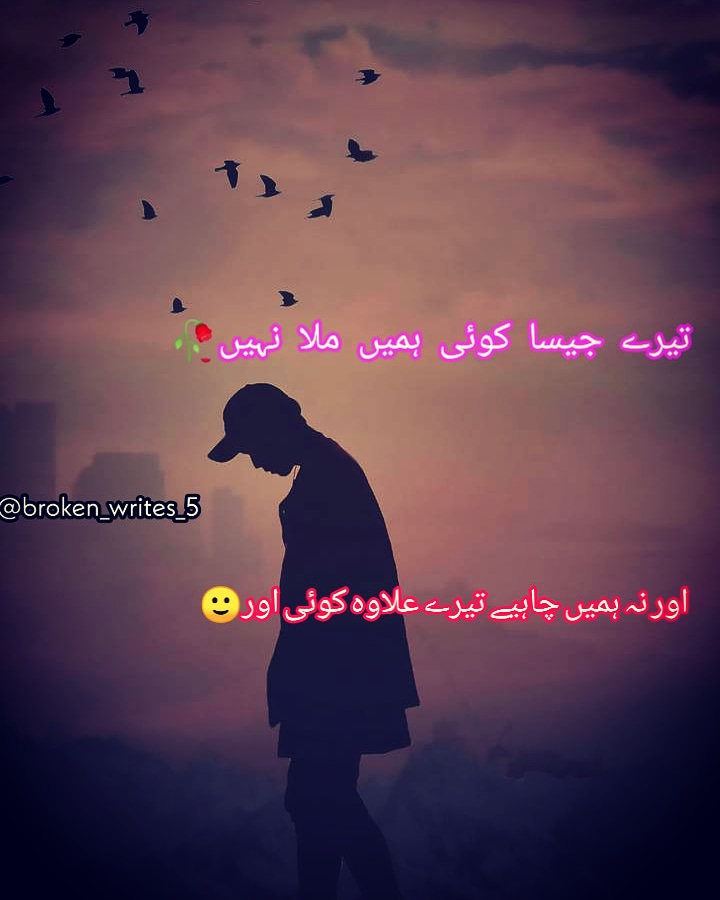 تیرے جیسا کوئی ہمیں ملا نہیں🥀
@broken_writes_5
اور نہ ہمیں چاہیے تیرے علاوہ کوئی اور🙂